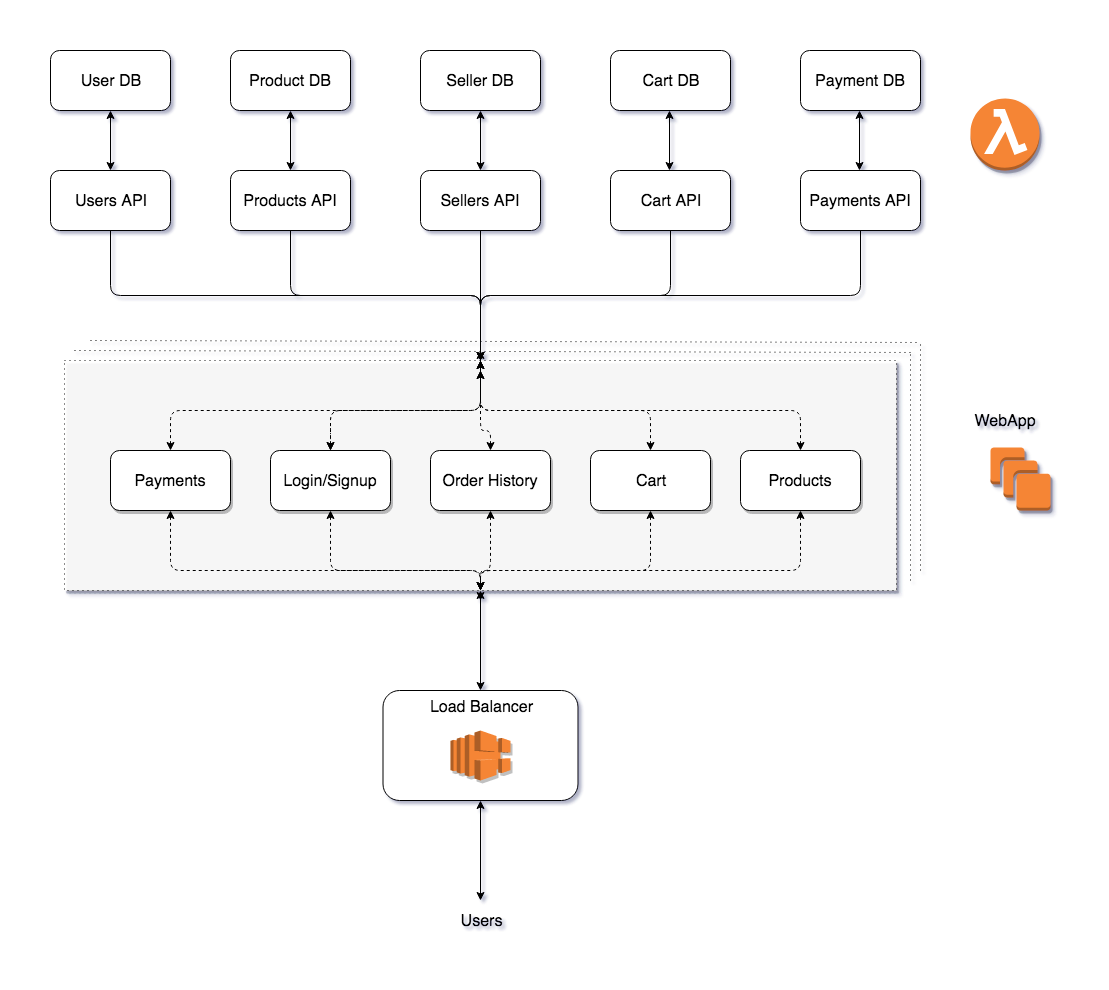 User DB
Product DB
Seller DB
Cart DB
Payment DB
Users API
Products API
Sellers API
Cart API
Payments API
WebApp
Payments
Login/Signup
Order History
Cart
Products
Load Balancer
Users